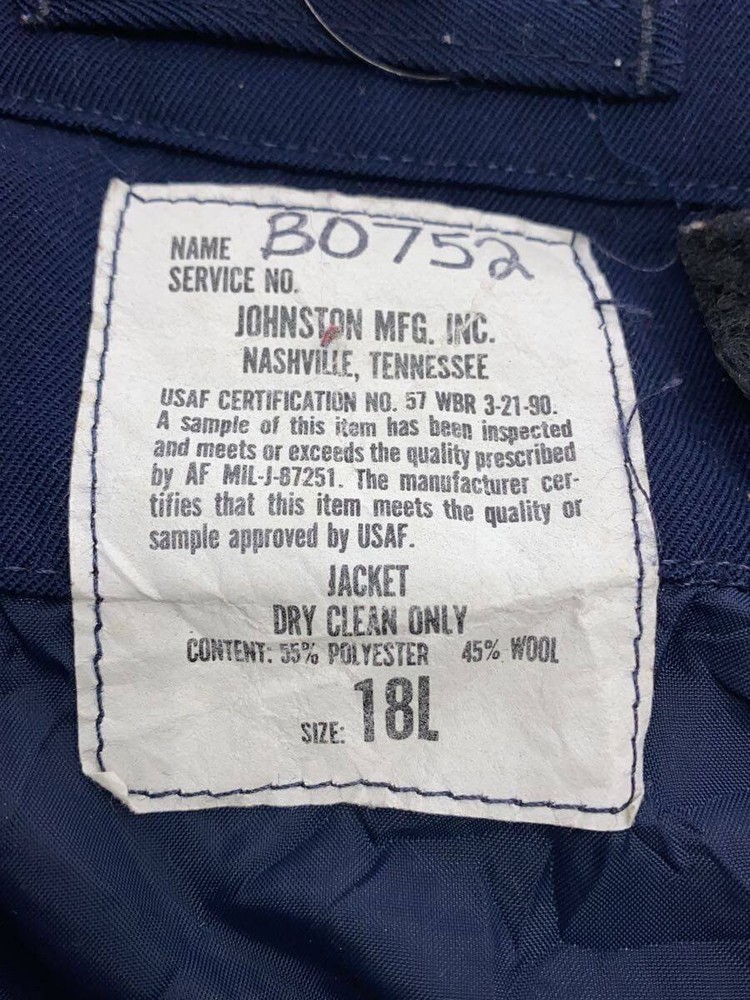 NAME B0752
SERVICE NO.
JOHNSTON MFG. INC.
NASHVILLE, TENNESSEE
USAF CERTIFICATION NO. 57 WBR 3-21-90.
A sample of this item has been inspected
and meets or exceeds the quality prescribed
by AF MIL-J-87251. The manufacturer cer-
tifies that this item meets the quality or
sample approved by USAF.
JACKET
DRY CLEAN ONLY
CONTENT: 55% POLYESTER 45% WOOL
SIZE: 18L